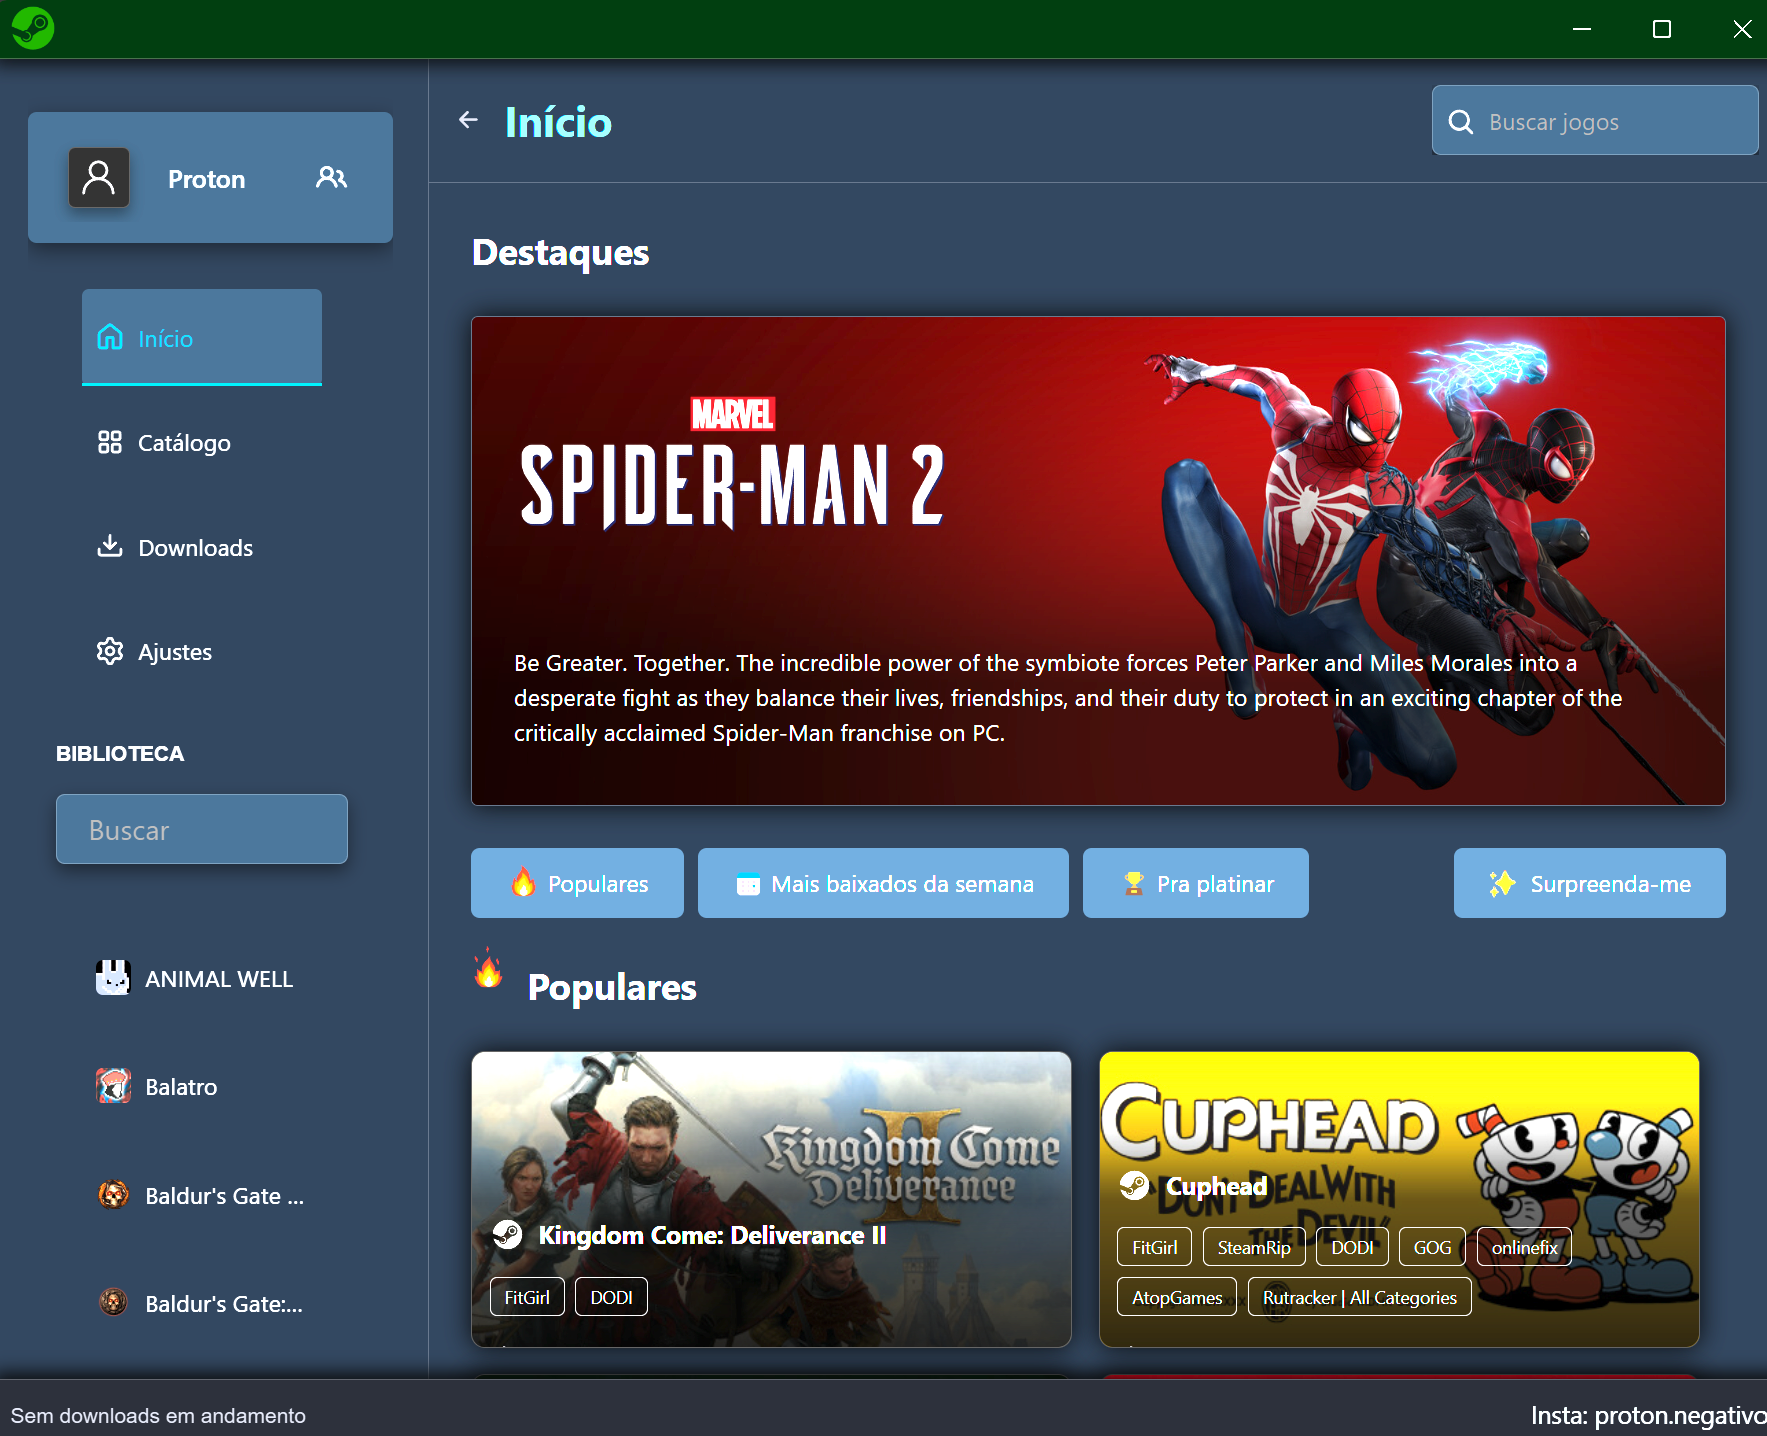 Proton
Início
Catálogo
Downloads
Ajustes
BIBLIOTECA
Buscar
ANIMAL WELL
Balatro
Baldur's Gate ...
Baldur's Gate:...
Início
Buscar jogos
Destaques
MARVEL
SPIDER-MAN 2
Be Greater. Together. The incredible power of the symbiote forces Peter Parker and Miles Morales into a
desperate fight as they balance their lives, friendships, and their duty to protect in an exciting chapter of the
critically acclaimed Spider-Man franchise on PC.
Populares
Mais baixados da semana
Pra platinar
Surpreenda-me
Populares
Kingdom Come
Deliverance
II
Kingdom Come: Deliverance II
FitGirl
DODI
CUPHEAD
"DON'T DEAL WITH
THE DEVIL"
Cuphead
FitGirl
SteamRip
DODI
GOG
onlinefix
AtopGames
Rutracker | All Categories
Sem downloads em andamento
Insta: proton.negativo